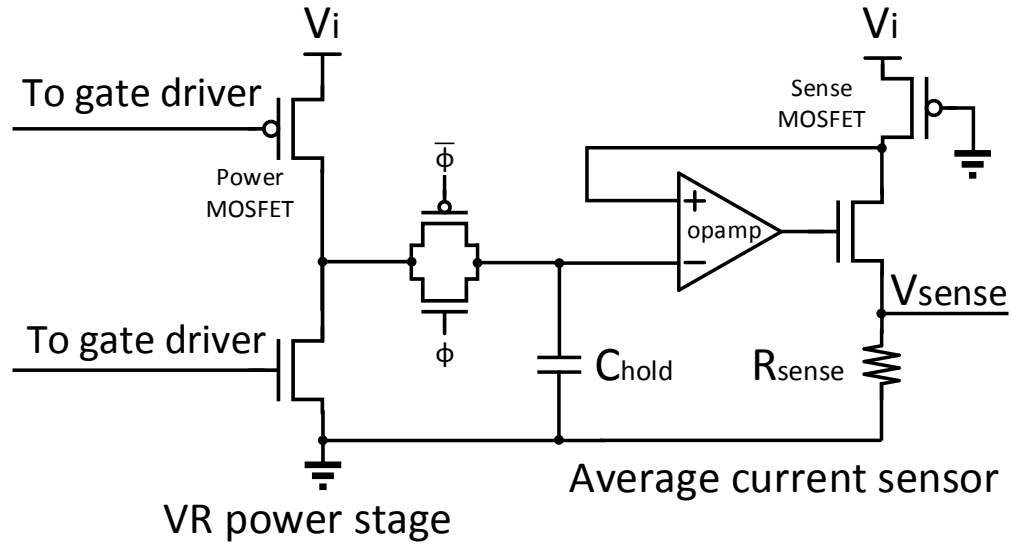 Vi
Vi
To gate driver
Sense
MOSFET
Power
MOSFET
ϕ̅
+
opamp
−
ϕ
Vsense
To gate driver
Chold
Rsense
Average current sensor
VR power stage